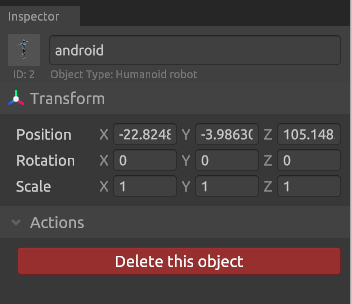 Inspector
android
ID: 2 Object Type: Humanoid robot
Transform
Position X -22.8248 Y -3.98630 Z 105.148
Rotation X 0 Y 0 Z 0
Scale X 1 Y 1 Z 1
Actions
Delete this object